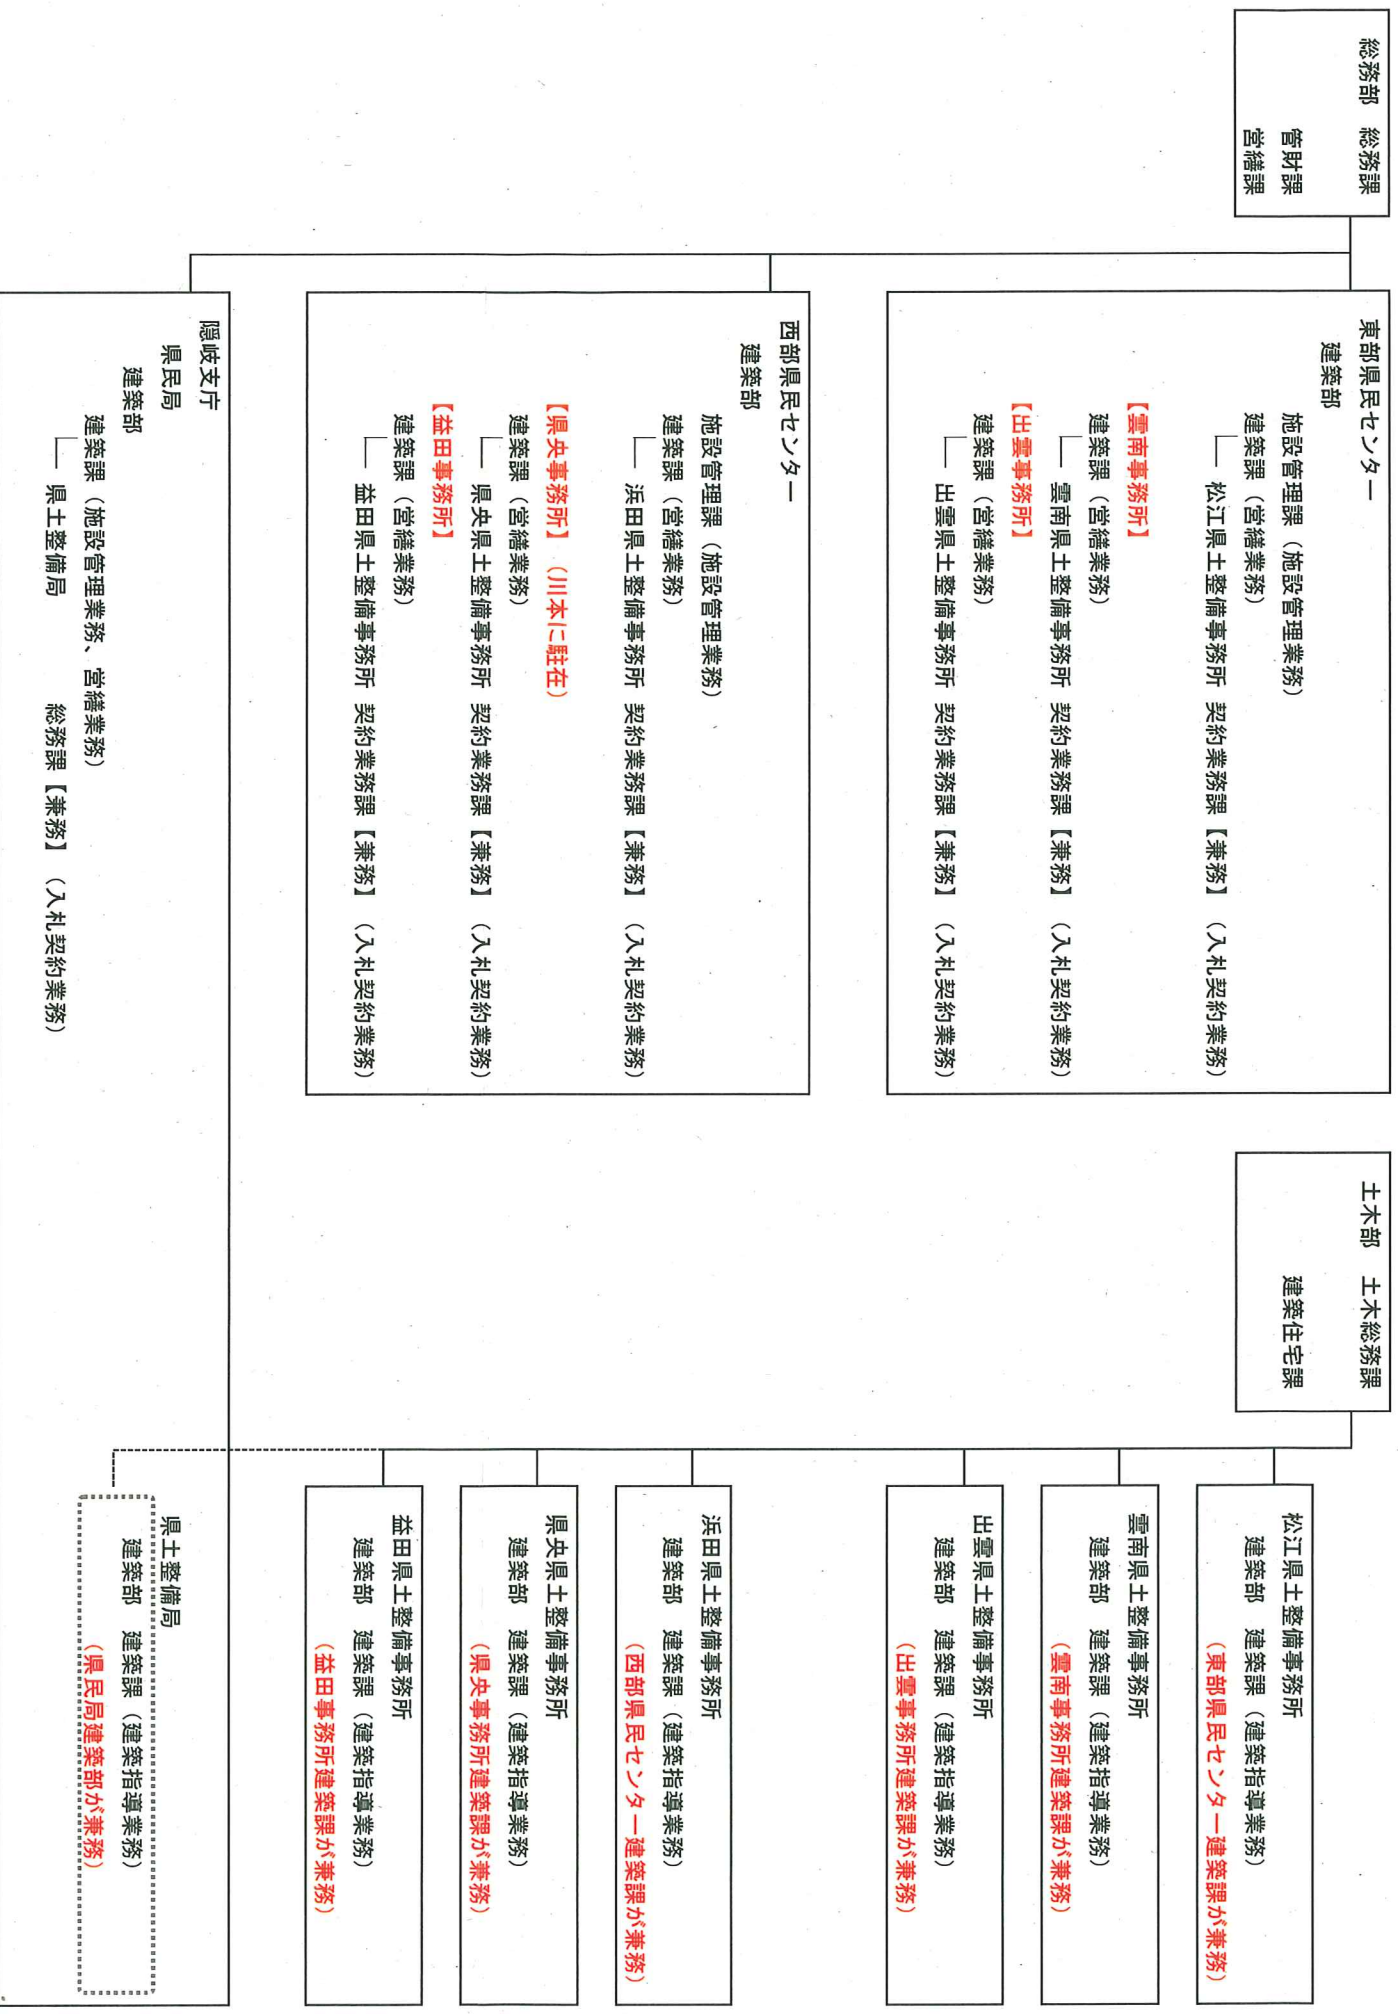 総務部　総務課
管財課
営繕課
東部県民センター
建築部
施設管理課（施設管理業務）
建築課（営繕業務）
松江県土整備事務所　契約業務課【兼務】（入札契約業務）
【雲南事務所】
建築課（営繕業務）
雲南県土整備事務所　契約業務課【兼務】（入札契約業務）
【出雲事務所】
建築課（営繕業務）
出雲県土整備事務所　契約業務課【兼務】（入札契約業務）
西部県民センター
建築部
施設管理課（施設管理業務）
建築課（営繕業務）
浜田県土整備事務所　契約業務課【兼務】（入札契約業務）
【県央事務所】（川本に駐在）
建築課（営繕業務）
県央県土整備事務所　契約業務課【兼務】（入札契約業務）
【益田事務所】
建築課（営繕業務）
益田県土整備事務所　契約業務課【兼務】（入札契約業務）
隠岐支庁
県民局
建築部
建築課（施設管理業務、営繕業務）
県土整備局　総務課【兼務】（入札契約業務）
土木部　土木総務課
建築住宅課
松江県土整備事務所
建築部　建築課（建築指導業務）
（東部県民センター建築課が兼務）
雲南県土整備事務所
建築部　建築課（建築指導業務）
（雲南事務所建築課が兼務）
出雲県土整備事務所
建築部　建築課（建築指導業務）
（出雲事務所建築課が兼務）
浜田県土整備事務所
建築部　建築課（建築指導業務）
（西部県民センター建築課が兼務）
県央県土整備事務所
建築部　建築課（建築指導業務）
（県央事務所建築課が兼務）
益田県土整備事務所
建築部　建築課（建築指導業務）
（益田事務所建築課が兼務）
県土整備局
建築部　建築課（建築指導業務）
（県民局建築部が兼務）